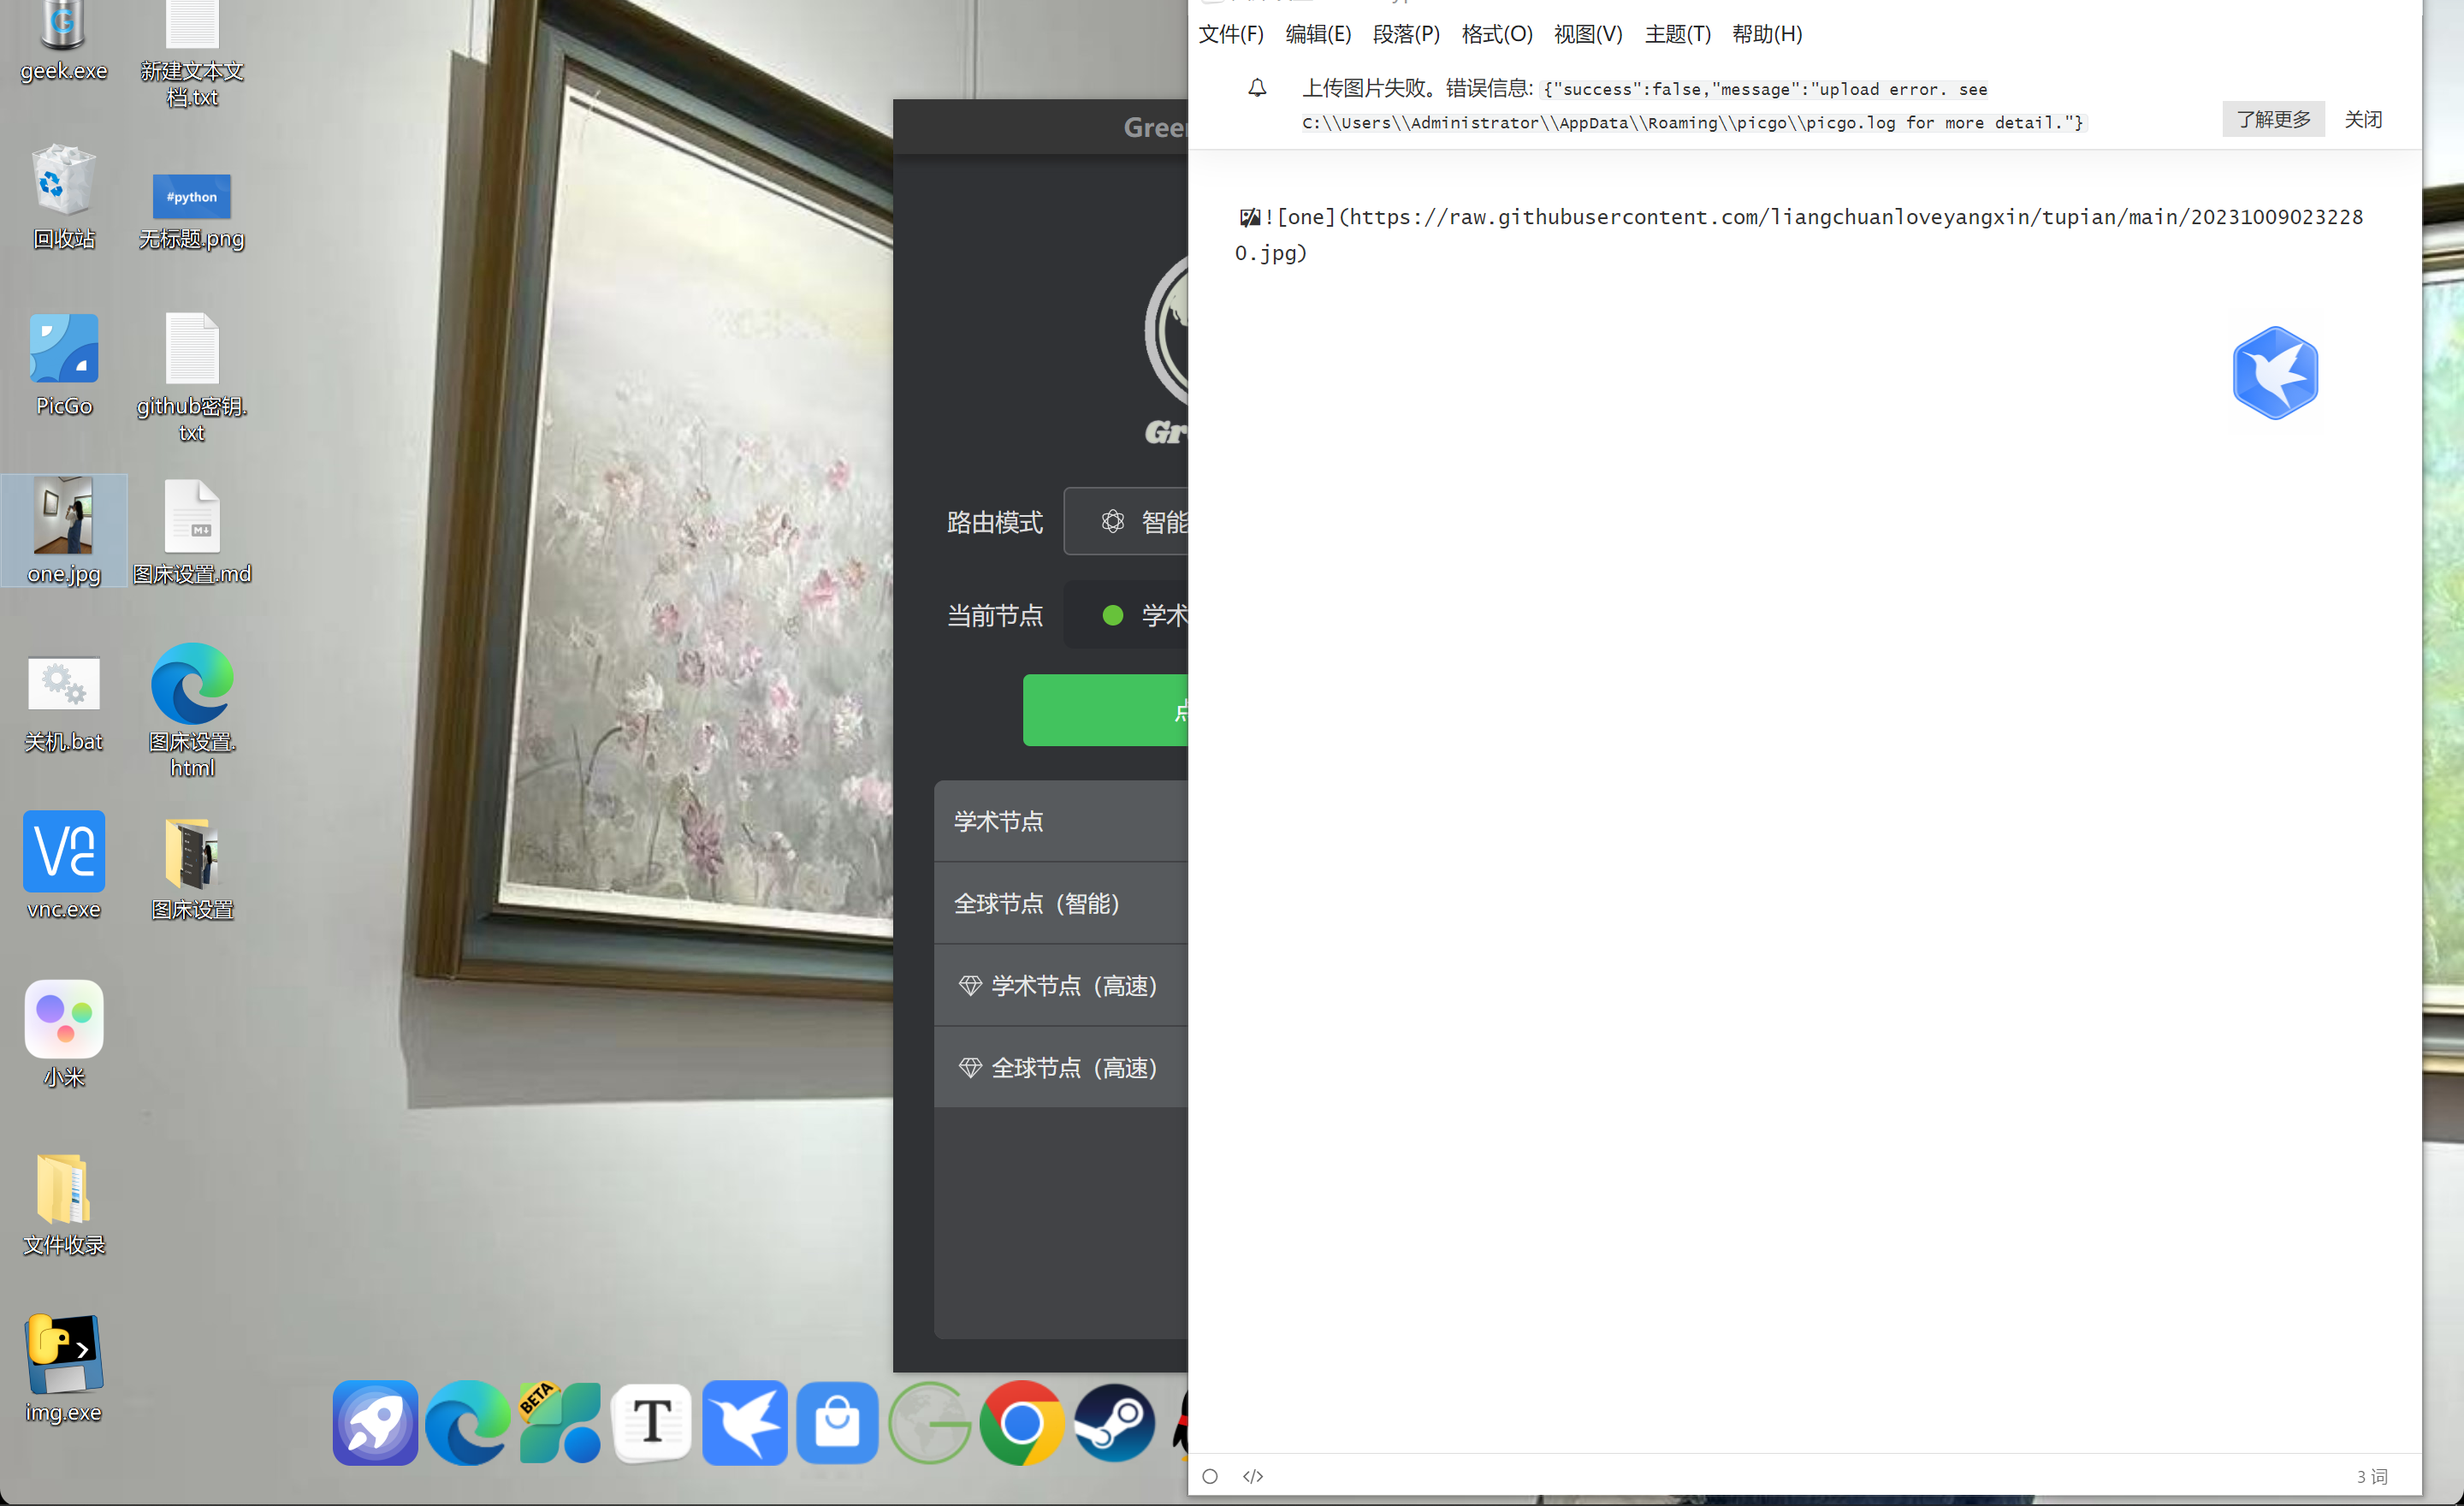 geek.exe
新建文本文
档.txt
回收站
#python
无标题.png
PicGo
github密钥.
txt
one.jpg
图床设置.md
关机.bat
图床设置.
html
VNC
vnc.exe
图床设置
小米
文件收录
img.exe
BETA
T
Green
Gr
路由模式
智能
当前节点
学术
学术节点
全球节点（智能）
学术节点（高速）
全球节点（高速）
文件(F) 编辑(E) 段落(P) 格式(O) 视图(V) 主题(T) 帮助(H)
上传图片失败。错误信息: {"success":false,"message":"upload error. see
C:\\Users\\Administrator\\AppData\\Roaming\\picgo\\picgo.log for more detail."}
了解更多 关闭
![one](https://raw.githubusercontent.com/liangchuanloveyangxin/tupian/main/20231009023228
0.jpg)
</> 3 词